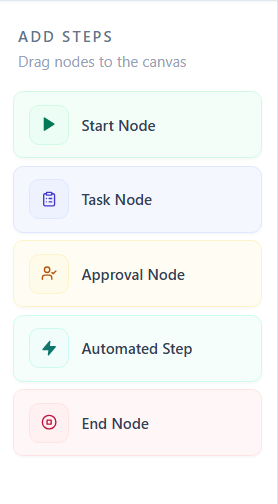 ADD STEPS
Drag nodes to the canvas
Start Node
Task Node
Approval Node
Automated Step
End Node